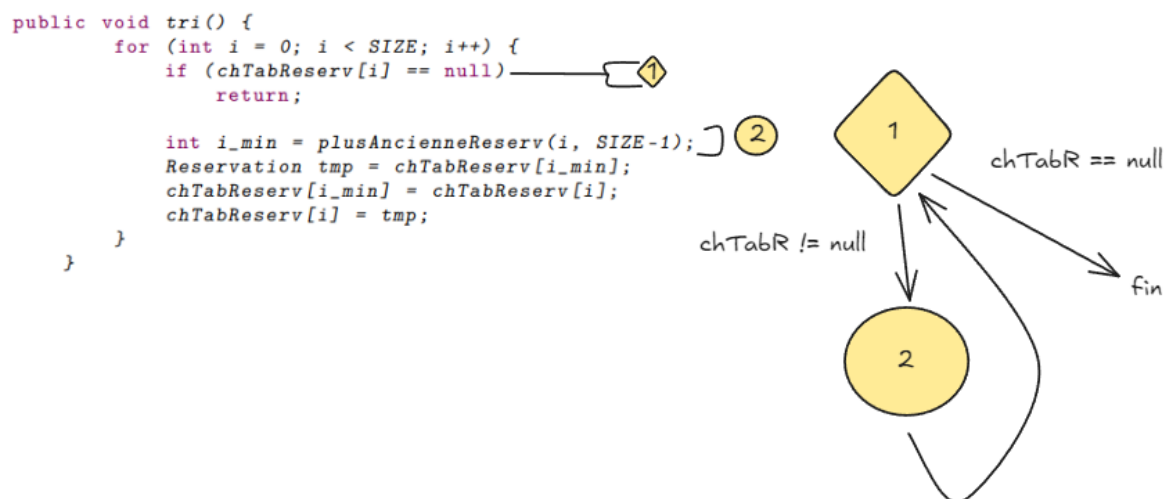 public void tri() {
for (int i = 0; i < SIZE; i++) {
if (chTabReserv[i] == null)
1
return;
int i_min = plusAncienneReserv(i, SIZE-1);
2
Reservation tmp = chTabReserv[i_min];
chTabReserv[i_min] = chTabReserv[i];
chTabReserv[i] = tmp;
}
}
1
chTabR == null
chTabR != null
fin
2